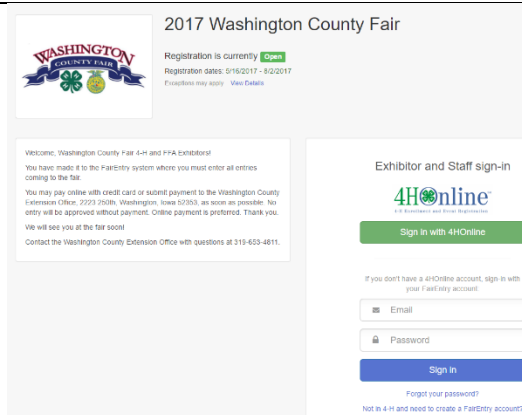 2017 Washington County Fair
WASHINGTON
COUNTY FAIR
Registration is currently Open
Registration dates: 5/16/2017 - 8/2/2017
Exceptions may apply View Details
Welcome, Washington County Fair 4-H and FFA Exhibitors!
You have made it to the FairEntry system where you must enter all entries
coming to the fair.
You may pay online with credit card or submit payment to the Washington County
Extension Office, 2223 250th, Washington, Iowa 52353, as soon as possible. No
entry will be approved without payment. Online payment is preferred. Thank you.
We will see you at the fair soon!
Contact the Washington County Extension Office with questions at 319-653-4811.
Exhibitor and Staff sign-in
4HOnline
4-H Enrollment and Event Registration
Sign in with 4HOnline
If you don't have a 4HOnline account, sign-in with
your FairEntry account
Email
Password
Sign in
Forgot your password?
Not in 4-H and need to create a FairEntry account?